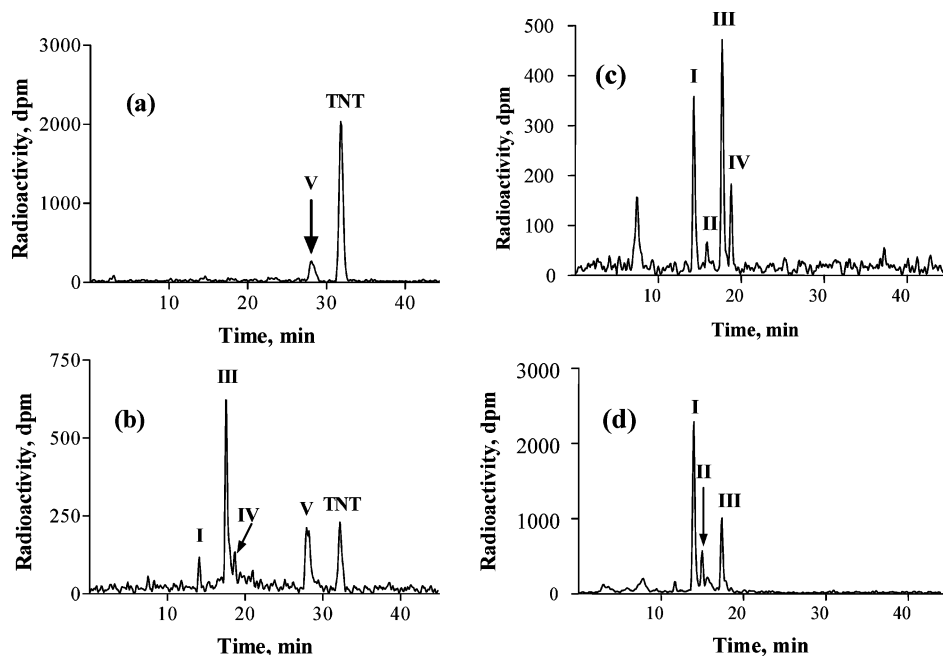 (a)
Radioactivity, dpm
3000
2000
1000
0
V
TNT
10 20 30 40
Time, min
(b)
Radioactivity, dpm
750
500
250
0
I
III
IV
V
TNT
10 20 30 40
Time, min
(c)
Radioactivity, dpm
500
400
300
200
100
0
I
II
III
IV
10 20 30 40
Time, min
(d)
Radioactivity, dpm
3000
2000
1000
0
I
II
III
10 20 30 40
Time, min